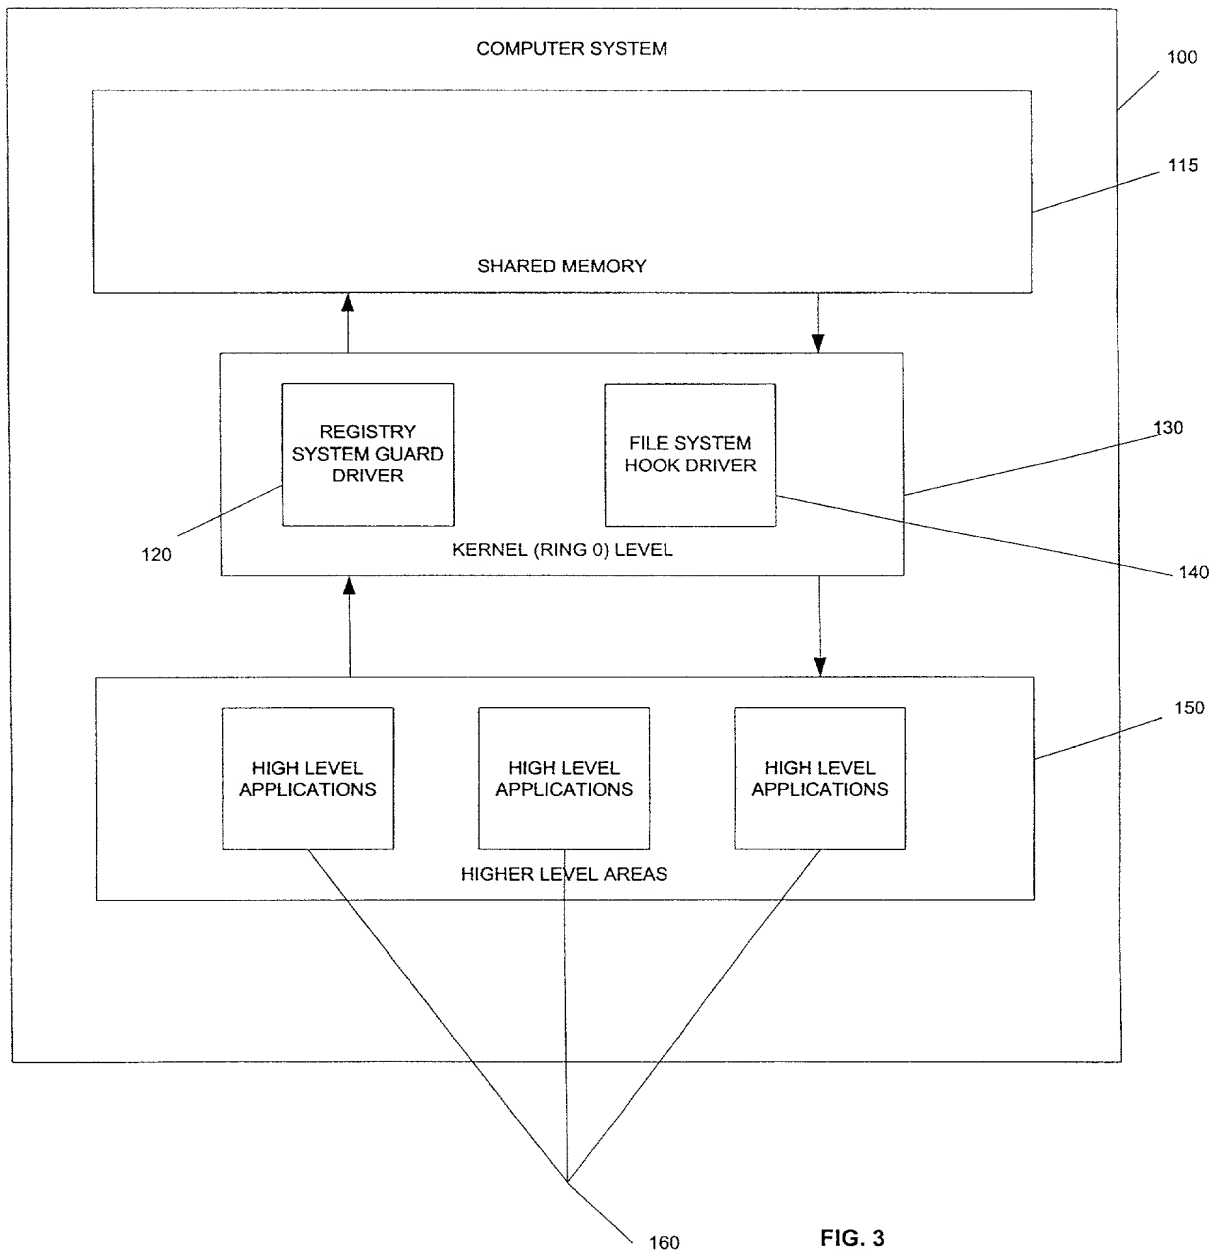 COMPUTER SYSTEM
100
115
SHARED MEMORY
REGISTRY
SYSTEM GUARD
DRIVER
FILE SYSTEM
HOOK DRIVER
130
120
KERNEL (RING 0) LEVEL
140
150
HIGH LEVEL
APPLICATIONS
HIGH LEVEL
APPLICATIONS
HIGH LEVEL
APPLICATIONS
HIGHER LEVEL AREAS
160
FIG. 3